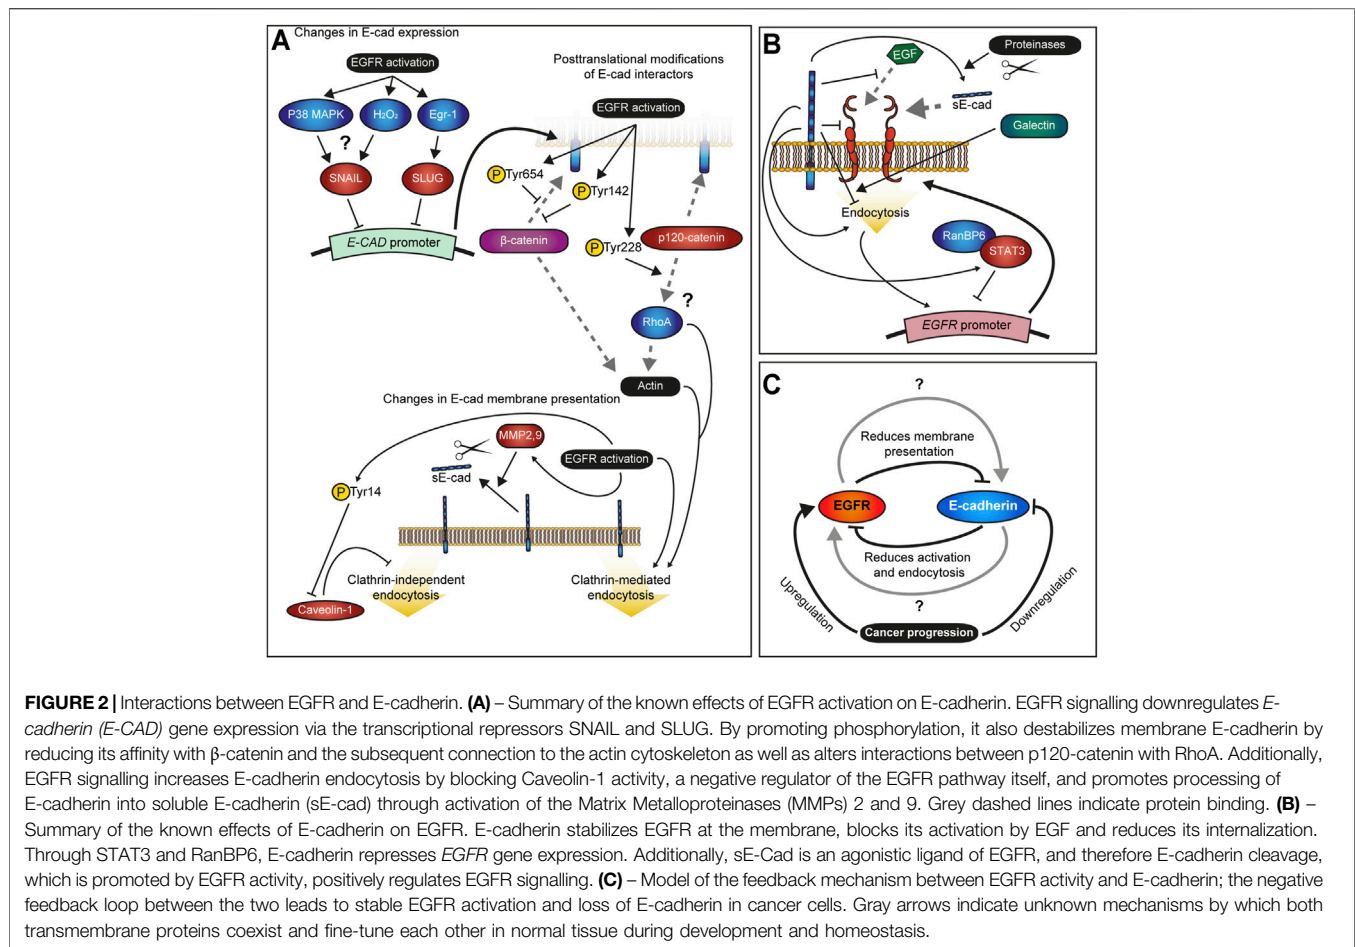 A
Changes in E-cad expression
EGFR activation
P38 MAPK
H₂O₂
Egr-1
?
SNAIL
SLUG
E-CAD promoter
Posttranslational modifications
of E-cad interactors
EGFR activation
P Tyr654
P Tyr142
β-catenin
P Tyr228
p120-catenin
?
RhoA
Actin
Changes in E-cad membrane presentation
MMP2,9
EGFR activation
sE-cad
P Tyr14
Clathrin-independent
endocytosis
Clathrin-mediated
endocytosis
Caveolin-1
B
Proteinases
EGF
sE-cad
Galectin
Endocytosis
RanBP6
STAT3
EGFR promoter
C
?
Reduces membrane
presentation
EGFR
E-cadherin
Reduces activation
and endocytosis
?
Upregulation
Downregulation
Cancer progression
FIGURE 2 | Interactions between EGFR and E-cadherin. (A) – Summary of the known effects of EGFR activation on E-cadherin. EGFR signalling downregulates E-
cadherin (E-CAD) gene expression via the transcriptional repressors SNAIL and SLUG. By promoting phosphorylation, it also destabilizes membrane E-cadherin by
reducing its affinity with β-catenin and the subsequent connection to the actin cytoskeleton as well as alters interactions between p120-catenin with RhoA. Additionally,
EGFR signalling increases E-cadherin endocytosis by blocking Caveolin-1 activity, a negative regulator of the EGFR pathway itself, and promotes processing of
E-cadherin into soluble E-cadherin (sE-cad) through activation of the Matrix Metalloproteinases (MMPs) 2 and 9. Grey dashed lines indicate protein binding. (B) –
Summary of the known effects of E-cadherin on EGFR. E-cadherin stabilizes EGFR at the membrane, blocks its activation by EGF and reduces its internalization.
Through STAT3 and RanBP6, E-cadherin represses EGFR gene expression. Additionally, sE-Cad is an agonistic ligand of EGFR, and therefore E-cadherin cleavage,
which is promoted by EGFR activity, positively regulates EGFR signalling. (C) – Model of the feedback mechanism between EGFR activity and E-cadherin; the negative
feedback loop between the two leads to stable EGFR activation and loss of E-cadherin in cancer cells. Gray arrows indicate unknown mechanisms by which both
transmembrane proteins coexist and fine-tune each other in normal tissue during development and homeostasis.